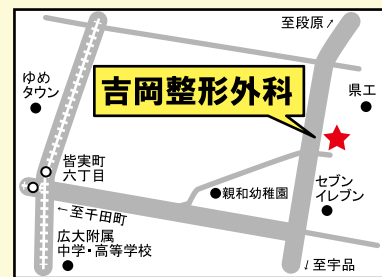 至段原↗
ゆめ
タウン
県工
吉岡整形外科
皆実町
六丁目
●親和幼稚園
セブン
イレブン
←至千田町
広大附属
中学・高等学校
↓至宇品